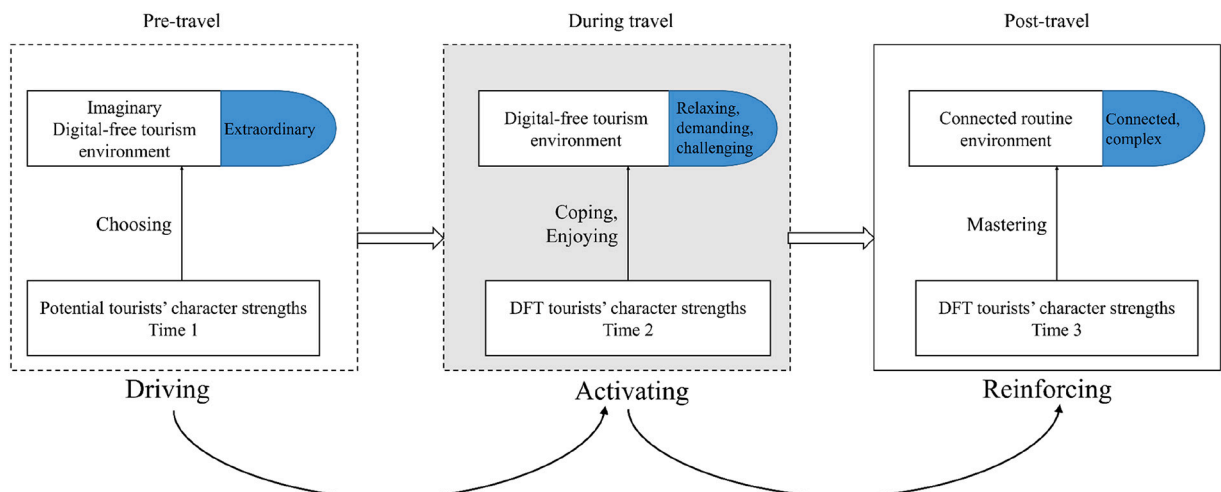 Pre-travel
During travel
Post-travel
Imaginary
Digital-free tourism
environment
Extraordinary
Digital-free tourism
environment
Relaxing,
demanding,
challenging
Connected routine
environment
Connected,
complex
Choosing
Coping,
Enjoying
Mastering
Potential tourists’ character strengths
Time 1
DFT tourists’ character strengths
Time 2
DFT tourists’ character strengths
Time 3
Driving
Activating
Reinforcing